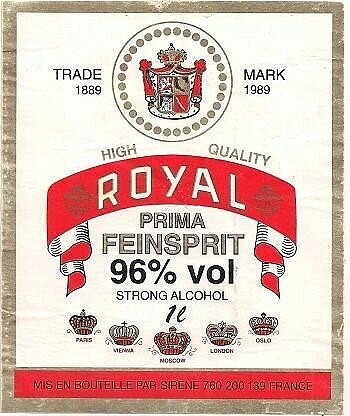 TRADE MARK
1889 1989
HIGH QUALITY
ROYAL
PRIMA
FEINSPRIT
96% vol
STRONG ALCOHOL
1l
PARIS VIENNA MOSCOW LONDON OSLO
MIS EN BOUTEILLE PAR SIRENE 760 200 139 FRANCE